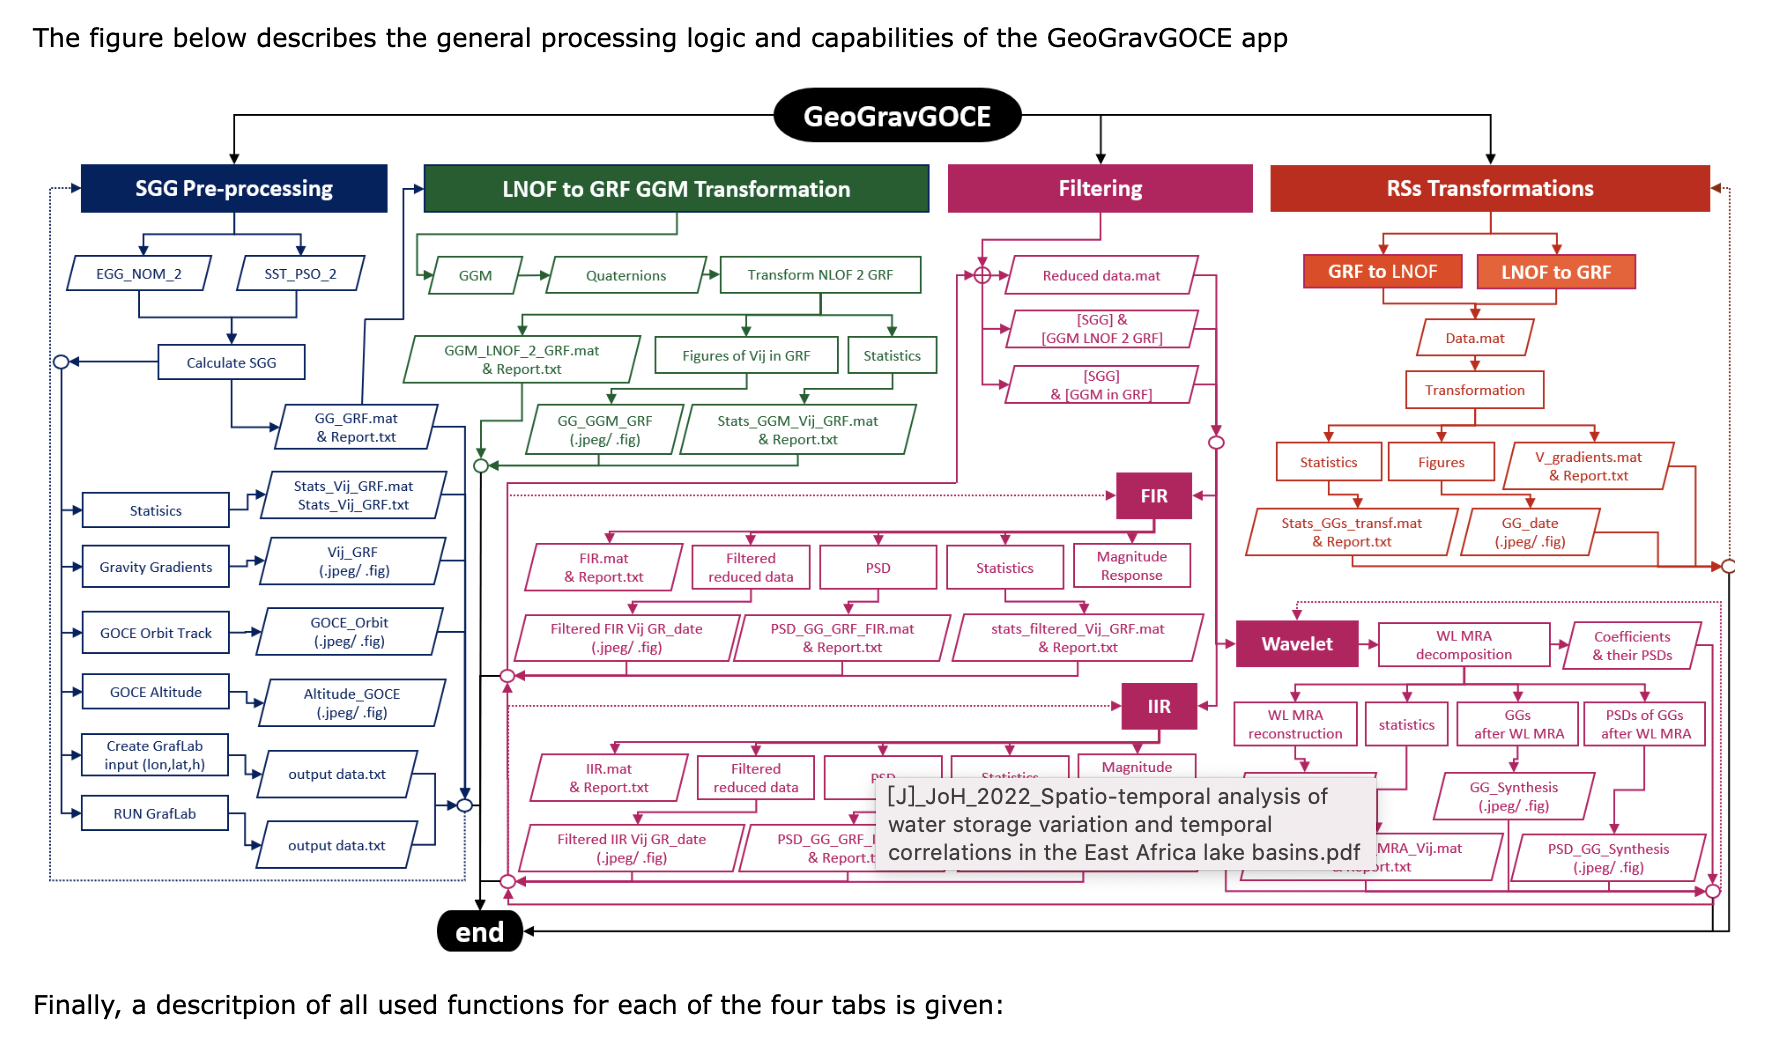 The figure below describes the general processing logic and capabilities of the GeoGravGOCE app
GeoGravGOCE
SGG Pre-processing
EGG_NOM_2
SST_PSO_2
Calculate SGG
GG_GRF.mat
& Report.txt
Statisics
Stats_Vij_GRF.mat
Stats_Vij_GRF.txt
Gravity Gradients
Vij_GRF
(.jpeg/ .fig)
GOCE Orbit Track
GOCE_Orbit
(.jpeg/ .fig)
GOCE Altitude
Altitude_GOCE
(.jpeg/ .fig)
Create GrafLab
input (lon,lat,h)
output data.txt
RUN GrafLab
output data.txt
LNOF to GRF GGM Transformation
GGM
Quaternions
Transform NLOF 2 GRF
GGM_LNOF_2_GRF.mat
& Report.txt
Figures of Vij in GRF
Statistics
GG_GGM_GRF
(.jpeg/ .fig)
Stats_GGM_Vij_GRF.mat
& Report.txt
Filtering
Reduced data.mat
[SGG] &
[GGM LNOF 2 GRF]
[SGG]
& [GGM in GRF]
FIR
FIR.mat
& Report.txt
Filtered
reduced data
PSD
Statistics
Magnitude
Response
Filtered FIR Vij GR_date
(.jpeg/ .fig)
PSD_GG_GRF_FIR.mat
& Report.txt
stats_filtered_Vij_GRF.mat
& Report.txt
IIR
IIR.mat
& Report.txt
Filtered
reduced data
PSD
Statistics
Magnitude
Filtered IIR Vij GR_date
(.jpeg/ .fig)
PSD_GG_GRF_
& Report.t
[J]_JoH_2022_Spatio-temporal analysis of
water storage variation and temporal
correlations in the East Africa lake basins.pdf
Wavelet
WL MRA
decomposition
Coefficients
& their PSDs
WL MRA
reconstruction
statistics
GGs
after WL MRA
PSDs of GGs
after WL MRA
GG_Synthesis
(.jpeg/ .fig)
MRA_Vij.mat
port.txt
PSD_GG_Synthesis
(.jpeg/ .fig)
RSs Transformations
GRF to LNOF
LNOF to GRF
Data.mat
Transformation
Statistics
Figures
V_gradients.mat
& Report.txt
Stats_GGs_transf.mat
& Report.txt
GG_date
(.jpeg/ .fig)
end
Finally, a descritpion of all used functions for each of the four tabs is given: